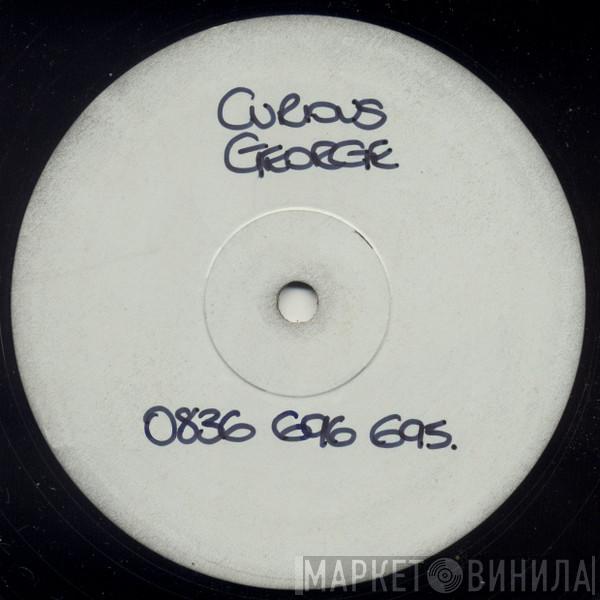 CURIOUS
GEORGE
0836 696 695.
МАРКЕТ ВИНИЛА